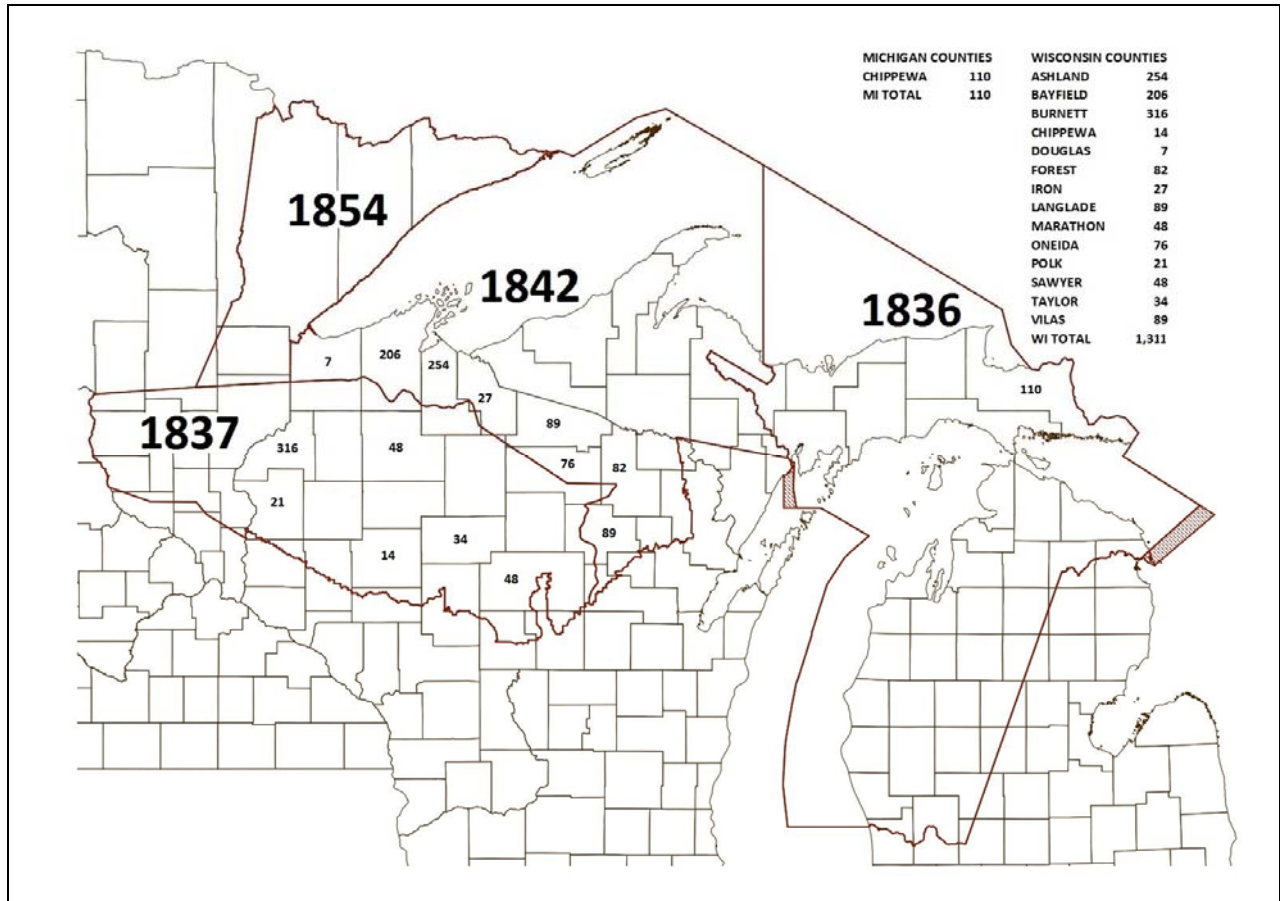 MICHIGAN COUNTIES
CHIPPEWA 110
MI TOTAL 110
WISCONSIN COUNTIES
ASHLAND 254
BAYFIELD 206
BURNETT 316
CHIPPEWA 14
DOUGLAS 7
FOREST 82
IRON 27
LANGLADE 89
MARATHON 48
ONEIDA 76
POLK 21
SAWYER 48
TAYLOR 34
VILAS 89
WI TOTAL 1,311
1854
1842
1836
7
206
254
110
27
1837
89
316
48
76
82
21
89
34
14
48